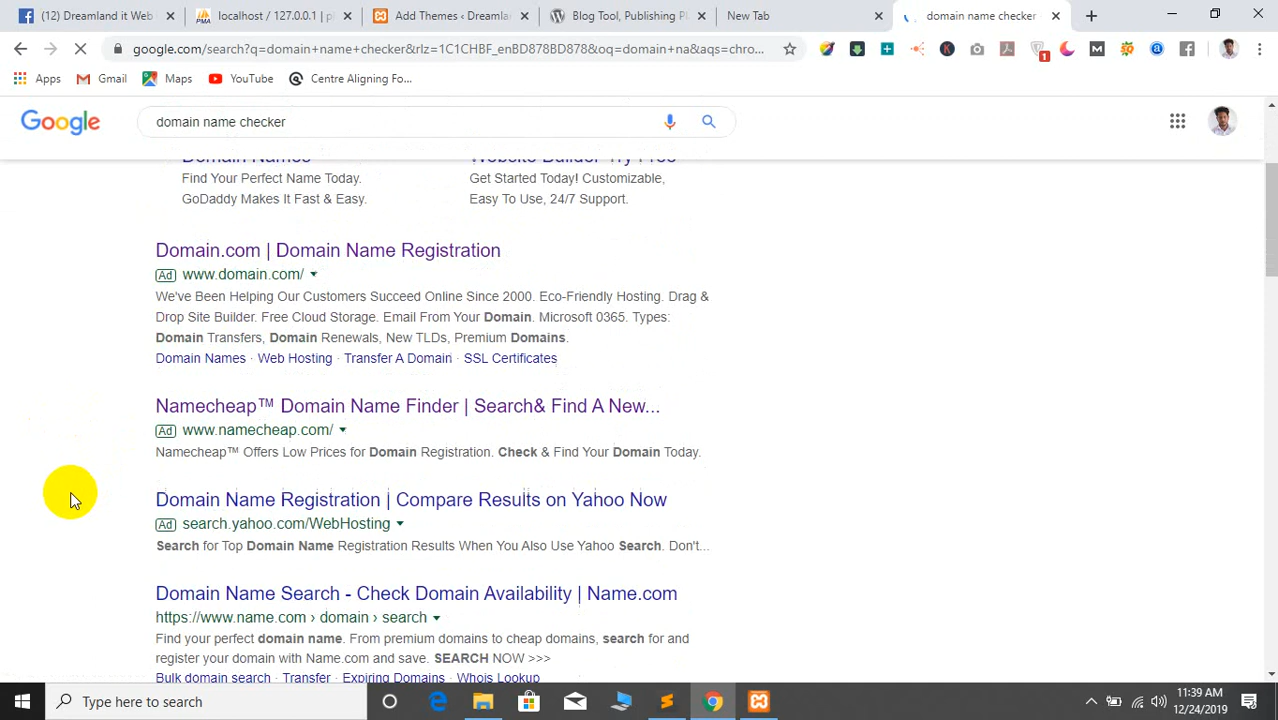 (12) Dreamland it Web
localhost / 127.0.0.1 | p
Add Themes ‹ Dreamla
Blog Tool, Publishing Pl
New Tab
domain name checker
google.com/search?q=domain+name+checker&rlz=1C1CHBF_enBD878BD878&oq=domain+na&aqs=chro...
1
Apps
Gmail
Maps
YouTube
Centre Aligning Fo...
Google
domain name checker
Domain Names
Website Builder Try Free
Find Your Perfect Name Today.
Get Started Today! Customizable,
GoDaddy Makes It Fast & Easy.
Easy To Use, 24/7 Support.
Domain.com | Domain Name Registration
Ad www.domain.com/
We've Been Helping Our Customers Succeed Online Since 2000. Eco-Friendly Hosting. Drag &
Drop Site Builder. Free Cloud Storage. Email From Your Domain. Microsoft 0365. Types:
Domain Transfers, Domain Renewals, New TLDs, Premium Domains.
Domain Names · Web Hosting · Transfer A Domain · SSL Certificates
Namecheap™ Domain Name Finder | Search& Find A New...
Ad www.namecheap.com/
Namecheap™ Offers Low Prices for Domain Registration. Check & Find Your Domain Today.
Domain Name Registration | Compare Results on Yahoo Now
Ad search.yahoo.com/WebHosting
Search for Top Domain Name Registration Results When You Also Use Yahoo Search. Don't...
Domain Name Search - Check Domain Availability | Name.com
https://www.name.com › domain › search
Find your perfect domain name. From premium domains to cheap domains, search for and
register your domain with Name.com and save. SEARCH NOW >>>
Bulk domain search · Transfer · Expiring Domains · Whois Lookup
Type here to search
11:39 AM
12/24/2019